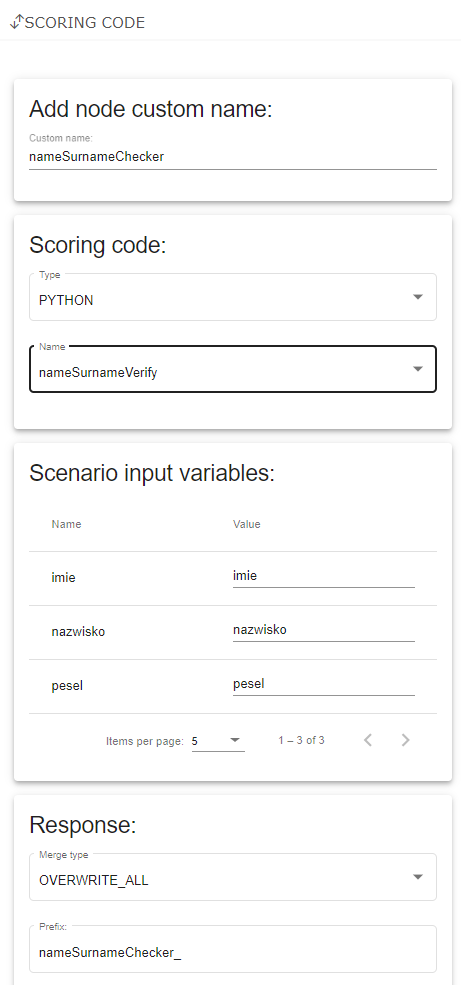 SCORING CODE
Add node custom name:
Custom name:
nameSurnameChecker
Scoring code:
Type
PYTHON
Name
nameSurnameVerify
Scenario input variables:
Name Value
imie imie
nazwisko nazwisko
pesel pesel
Items per page: 5 1 – 3 of 3
Response:
Merge type
OVERWRITE_ALL
Prefix:
nameSurnameChecker_